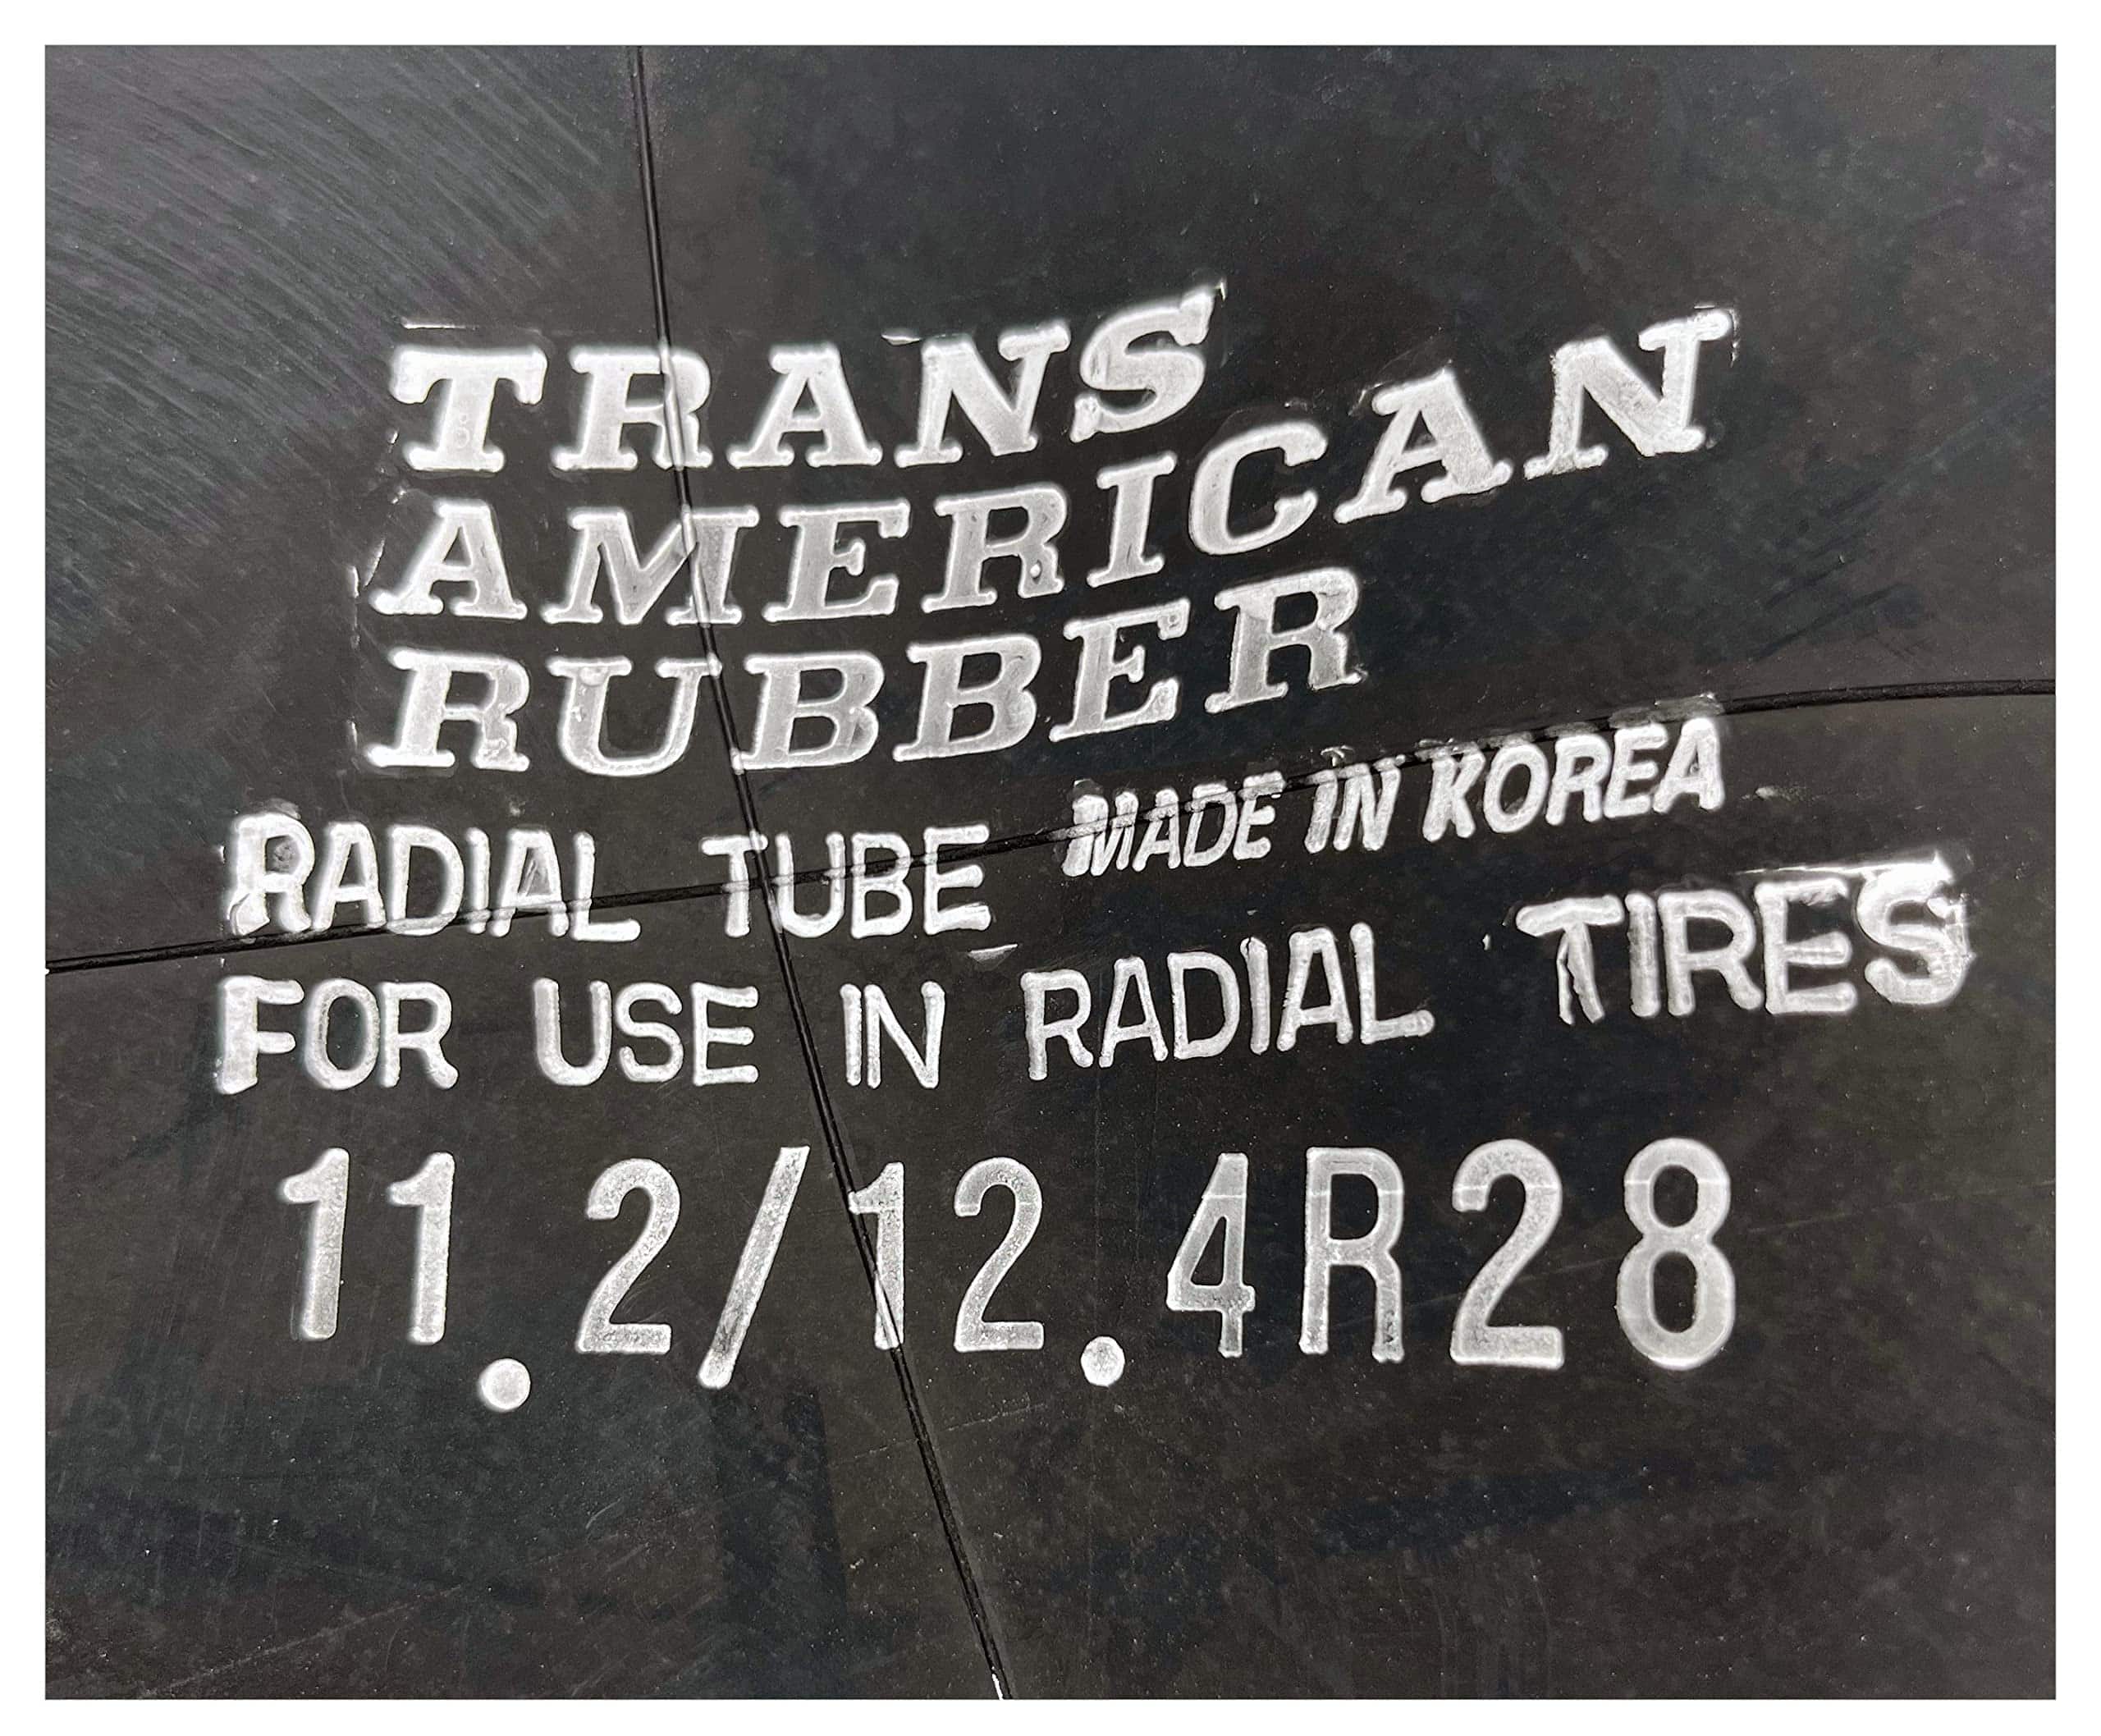 TRANS
AMERICAN
RUBBER
RADIAL TUBE MADE IN KOREA
FOR USE IN RADIAL TIRES
11.2/12.4R28